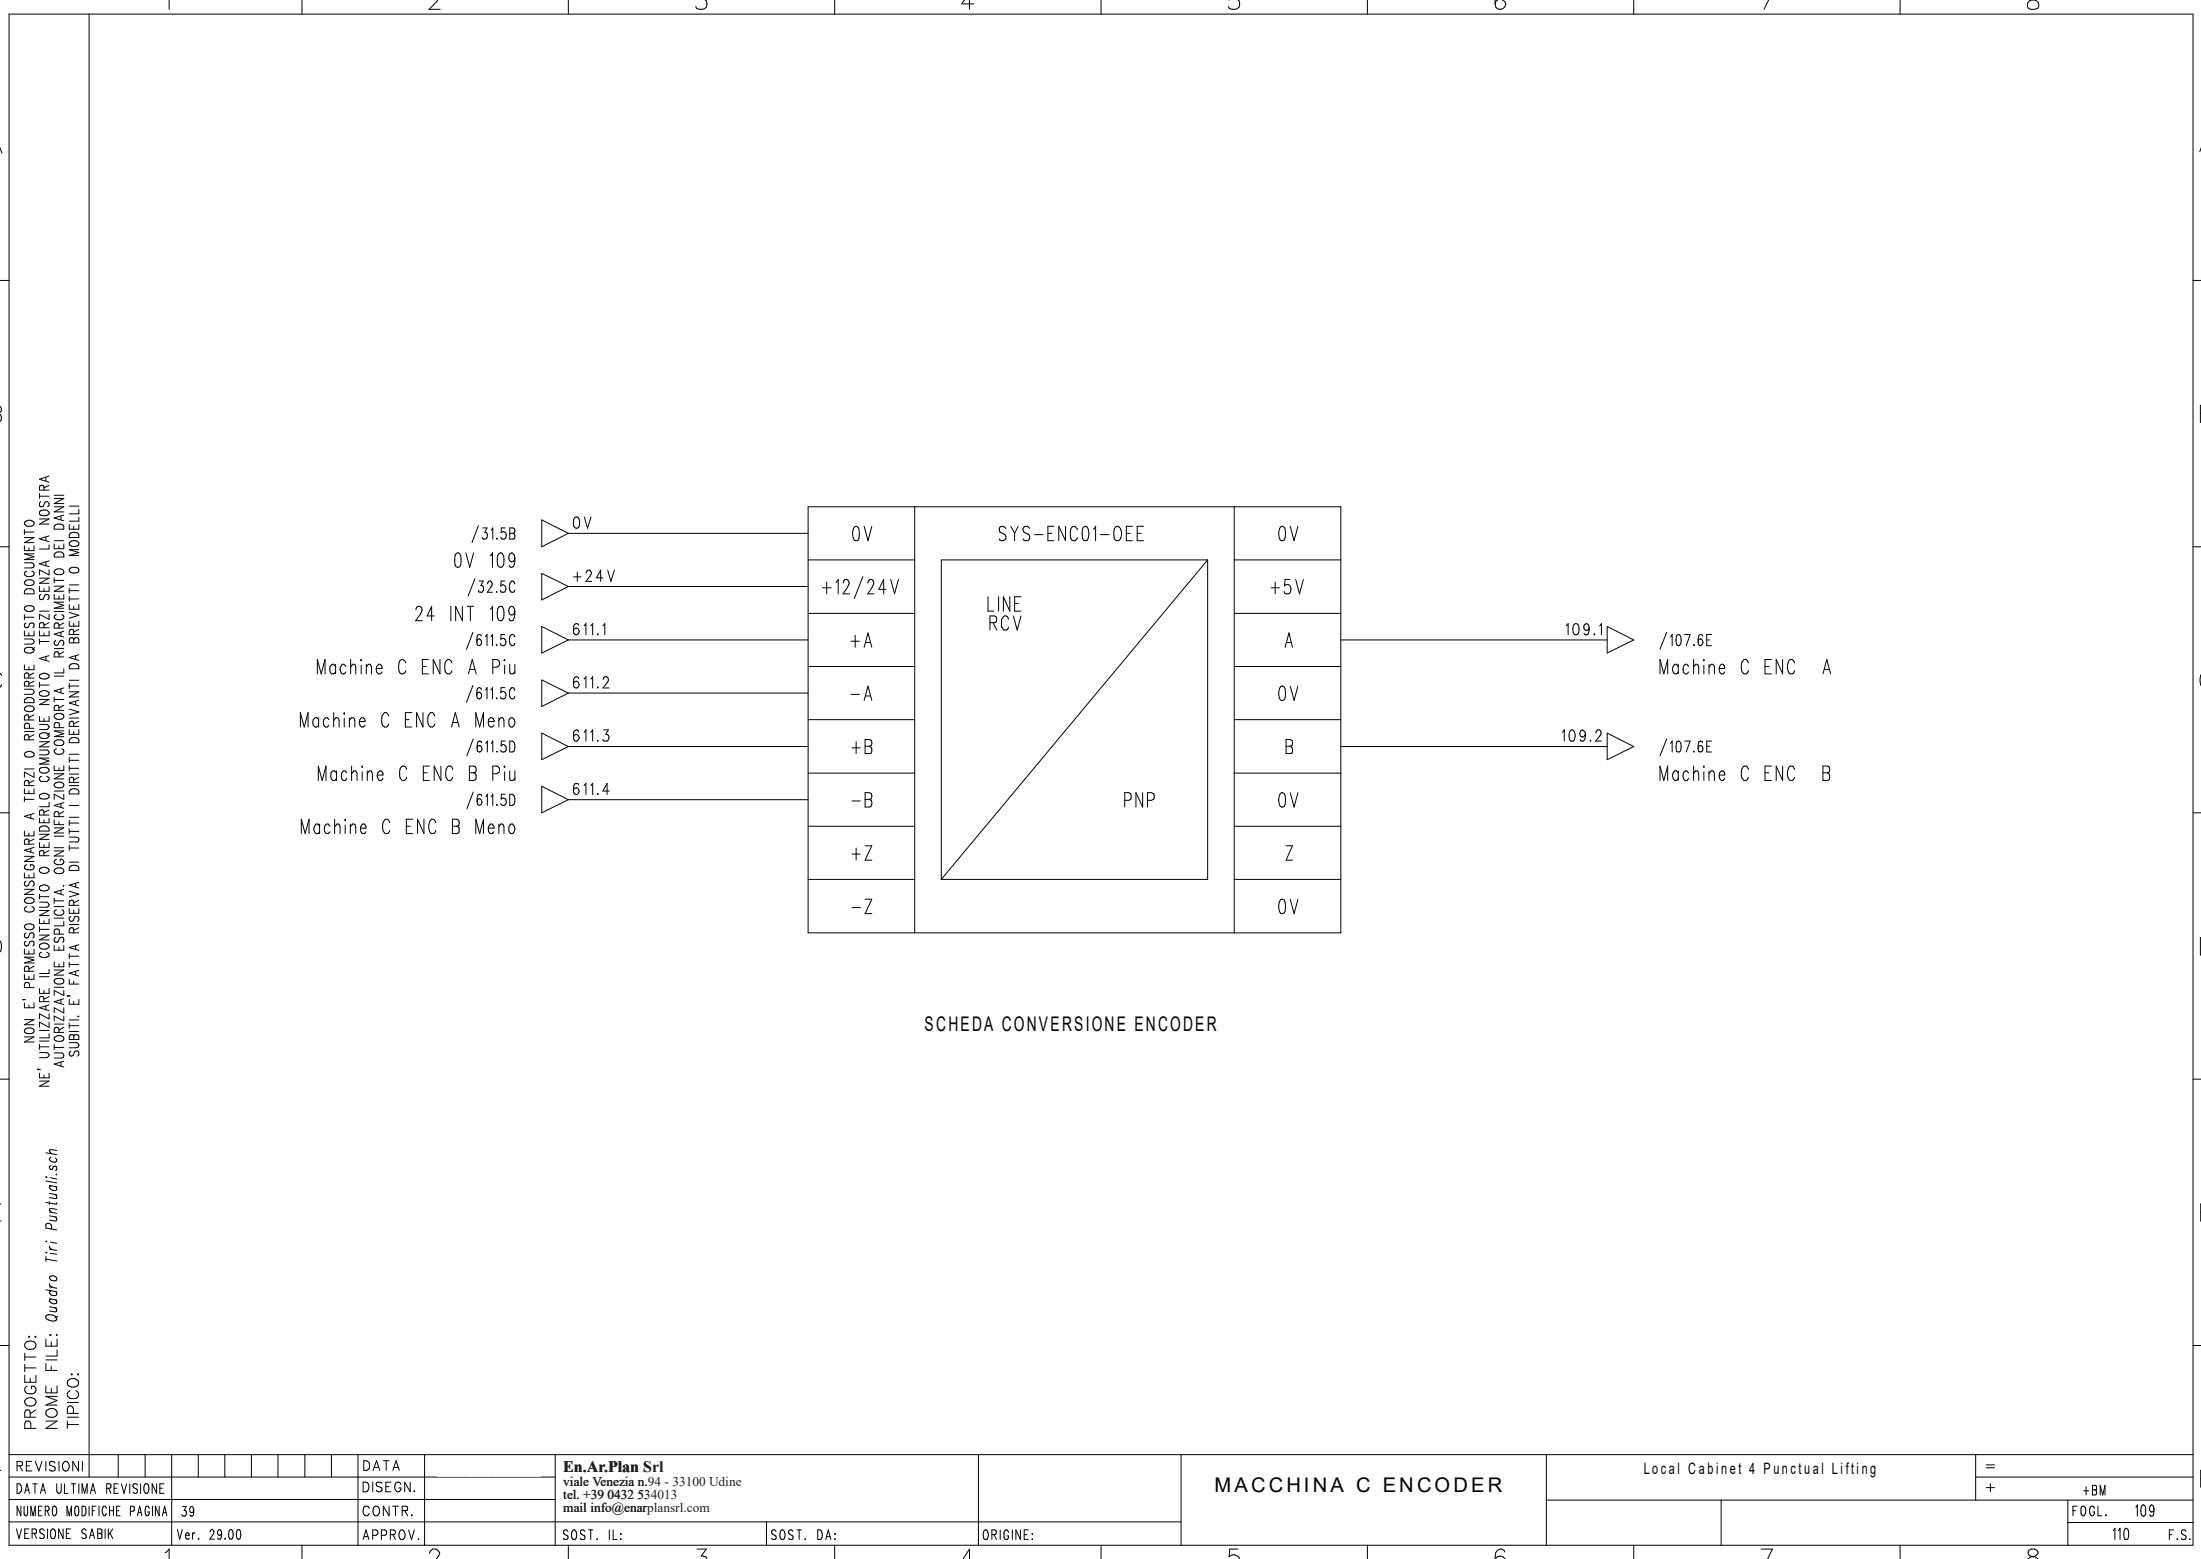 1 2 3 4 5 6 7 8
/31.5B 0V
0V 109
/32.5C +24V
24 INT 109
/611.5C 611.1
Machine C ENC A Piu
/611.5C 611.2
Machine C ENC A Meno
/611.5D 611.3
Machine C ENC B Piu
/611.5D 611.4
Machine C ENC B Meno
0V
+12/24V
+A
-A
+B
-B
+Z
-Z
SYS-ENC01-OEE
LINE
RCV
PNP
0V
+5V
A
0V
B
0V
Z
0V
109.1 /107.6E
Machine C ENC A
109.2 /107.6E
Machine C ENC B
SCHEDA CONVERSIONE ENCODER
NON E' PERMESSO CONSEGNARE A TERZI O RIPRODURRE QUESTO DOCUMENTO
NE' UTILIZZARE IL CONTENUTO O RENDERLO COMUNQUE NOTO A TERZI SENZA LA NOSTRA
AUTORIZZAZIONE ESPLICITA. OGNI INFRAZIONE COMPORTA IL RISARCIMENTO DEI DANNI
SUBITI. E' FATTA RISERVA DI TUTTI I DIRITTI DERIVANTI DA BREVETTI O MODELLI
PROGETTO:
NOME FILE: Quadro Tiri Puntuali.sch
TIPICO:
REVISIONI
DATA ULTIMA REVISIONE
NUMERO MODIFICHE PAGINA 39
VERSIONE SABIK Ver. 29.00
DATA
DISEGN.
CONTR.
APPROV.
En.Ar.Plan Srl
viale Venezia n.94 - 33100 Udine
tel. +39 0432 534013
mail info@enarplansrl.com
SOST. IL: SOST. DA: ORIGINE:
MACCHINA C ENCODER
Local Cabinet 4 Punctual Lifting
=
+ +BM
FOGL. 109
110 F.S.
1 2 3 4 5 6 7 8